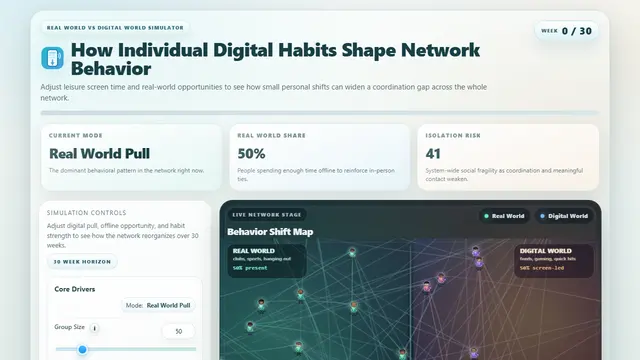 REAL WORLD VS DIGITAL WORLD SIMULATOR
WEEK 0 / 30
How Individual Digital Habits Shape Network
Behavior
Adjust leisure screen time and real-world opportunities to see how small personal shifts can widen a coordination gap across the whole
network.
CURRENT MODE
Real World Pull
The dominant behavioral pattern in the network right now.
REAL WORLD SHARE
50%
People spending enough time offline to reinforce in-person
ties.
ISOLATION RISK
41
System-wide social fragility as coordination and meaningful
contact weaken.
SIMULATION CONTROLS
Adjust digital pull, offline opportunity, and habit
strength to see how the network reorganizes over 30
weeks.
30 WEEK HORIZON
Core Drivers
Mode: Real World Pull
Group Size i 50
LIVE NETWORK STAGE
Real World
Digital World
Behavior Shift Map
REAL WORLD
clubs, sports, hanging out
50% present
DIGITAL WORLD
feeds, gaming, quick hits
50% screen-led